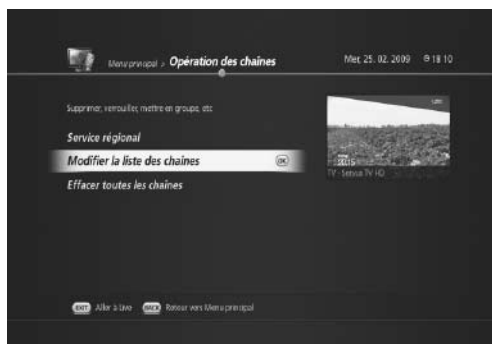 Menu principal > Opération des chaînes
Mer, 25. 02. 2009 18 10
Supprimer, verrouiller, mettre en groupe, etc
Service régional
Modifier la liste des chaînes OK
Effacer toutes les chaînes
20:15
TV - Service TV HD
EXIT Aller à Live BACK Retour vers Menu principal